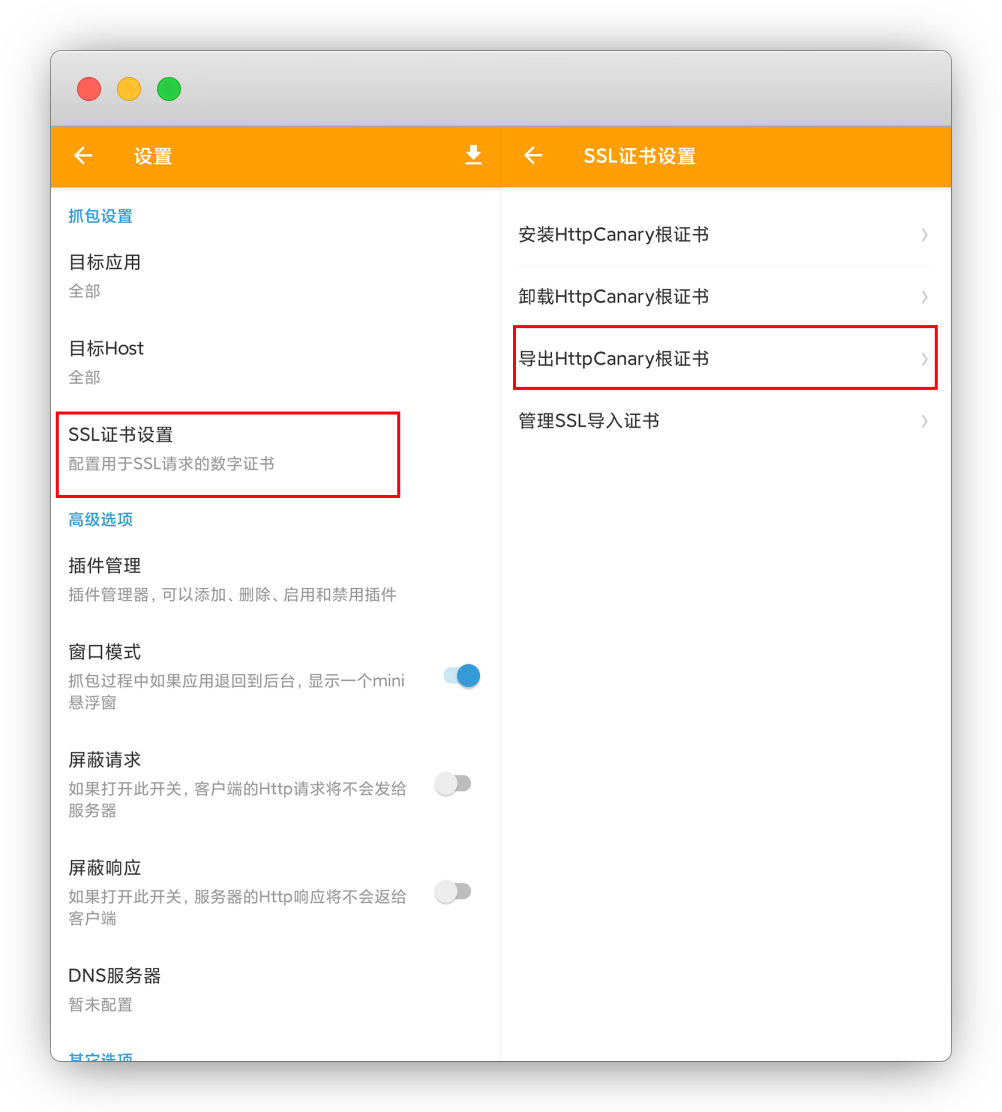 设置
抓包设置
目标应用
全部
目标Host
全部
SSL证书设置
配置用于SSL请求的数字证书
高级选项
插件管理
插件管理器, 可以添加、删除、启用和禁用插件
窗口模式
抓包过程中如果应用退回到后台, 显示一个mini
悬浮窗
屏蔽请求
如果打开此开关, 客户端的Http请求将不会发给
服务器
屏蔽响应
如果打开此开关, 服务器的Http响应将不会返给
客户端
DNS服务器
暂未配置
其它选项
SSL证书设置
安装HttpCanary根证书
卸载HttpCanary根证书
导出HttpCanary根证书
管理SSL导入证书